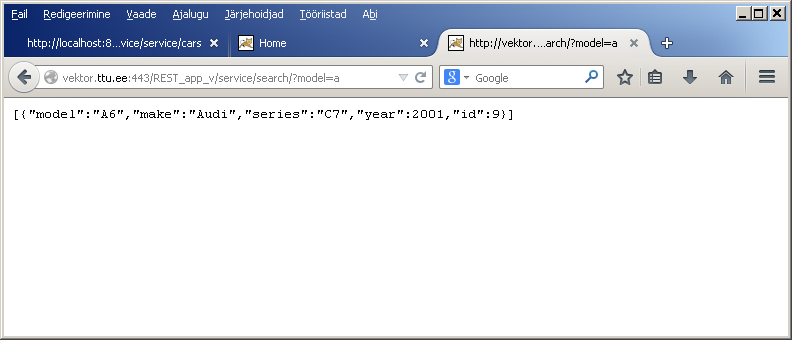 Fail Redigeerimine Vaade Ajalugu Järjehoidjad Tööriistad Abi
http://localhost:8...vice/service/cars Home http://vektor....arch/?model=a
vektor.ttu.ee:443/REST_app_v/service/search/?model=a Google
[{"model":"A6","make":"Audi","series":"C7","year":2001,"id":9}]